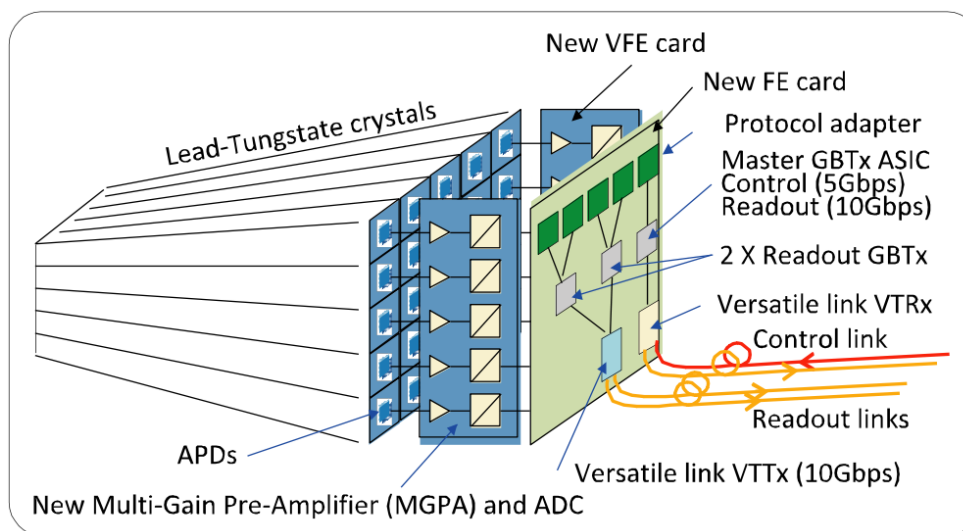 New VFE card
New FE card
Lead-Tungstate crystals
Protocol adapter
Master GBTx ASIC
Control (5Gbps)
Readout (10Gbps)
2 X Readout GBTx
Versatile link VTRx
Control link
Readout links
APDs
Versatile link VTTx (10Gbps)
New Multi-Gain Pre-Amplifier (MGPA) and ADC